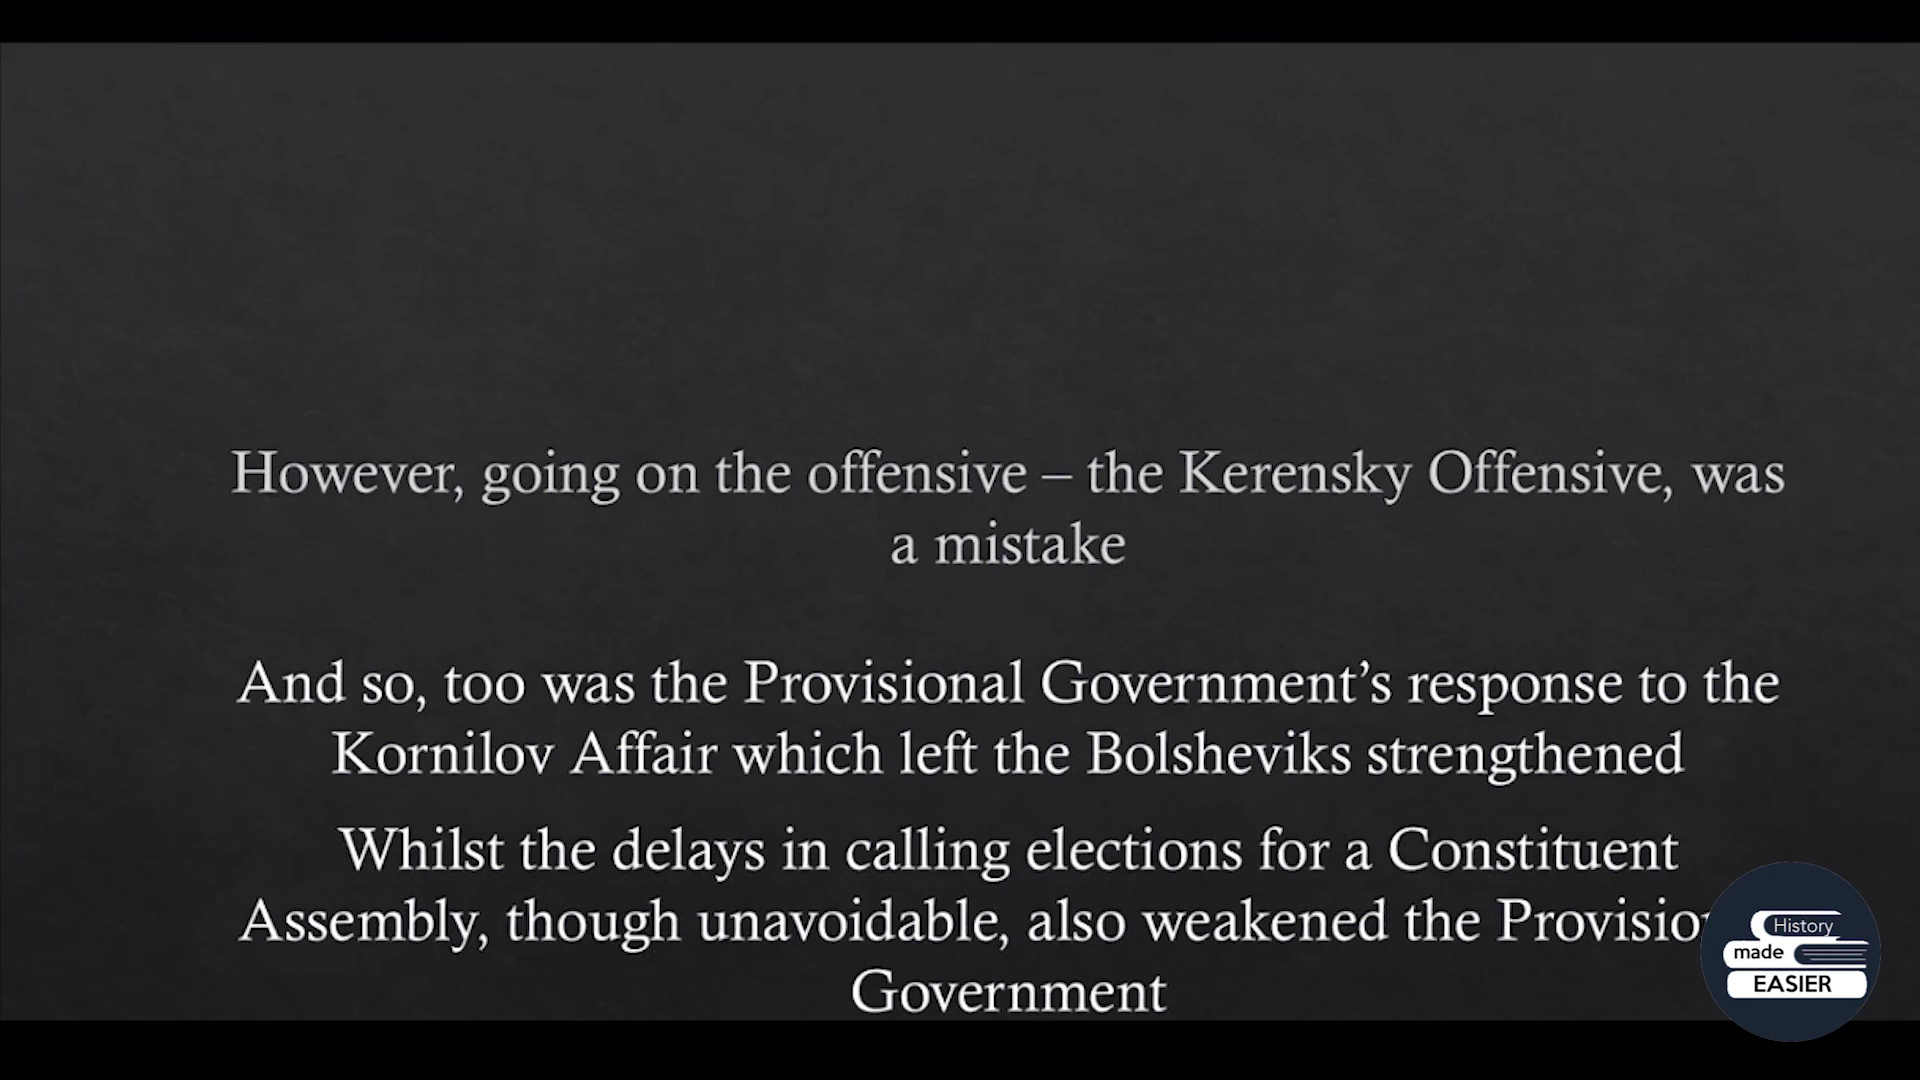 However, going on the offensive – the Kerensky Offensive, was
a mistake
And so, too was the Provisional Government’s response to the
Kornilov Affair which left the Bolsheviks strengthened
Whilst the delays in calling elections for a Constituent
Assembly, though unavoidable, also weakened the Provisio
Government
History
made
EASIER